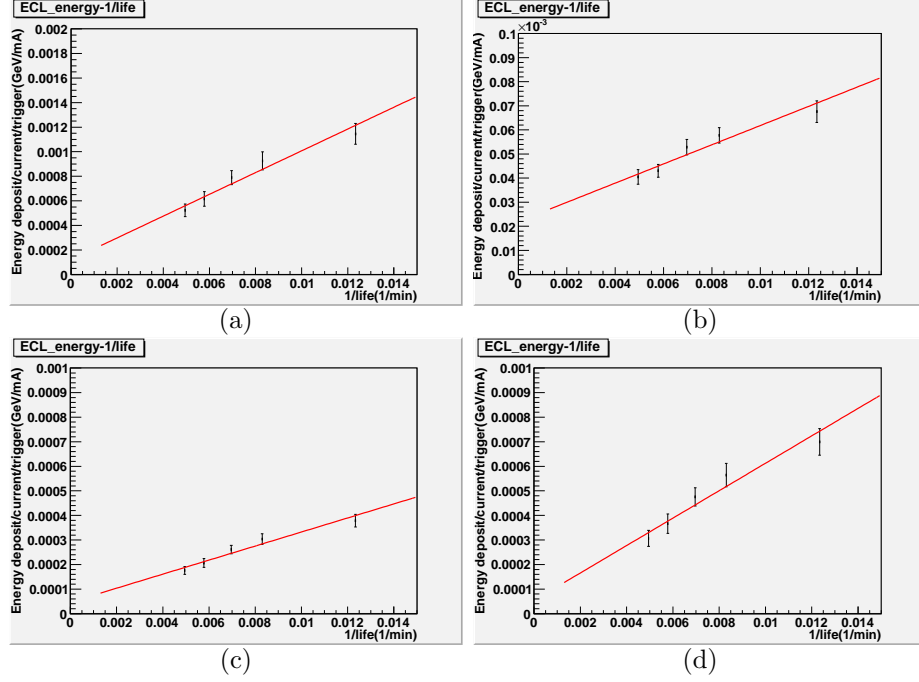 ECL_energy-1/life
Energy deposit/current/trigger(GeV/mA)
0.002
0.0018
0.0016
0.0014
0.0012
0.001
0.0008
0.0006
0.0004
0.0002
0
0 0.002 0.004 0.006 0.008 0.01 0.012 0.014
1/life(1/min)
(a)
ECL_energy-1/life
×10⁻³
Energy deposit/current/trigger(GeV/mA)
0.1
0.09
0.08
0.07
0.06
0.05
0.04
0.03
0.02
0.01
0
0 0.002 0.004 0.006 0.008 0.01 0.012 0.014
1/life(1/min)
(b)
ECL_energy-1/life
Energy deposit/current/trigger(GeV/mA)
0.001
0.0009
0.0008
0.0007
0.0006
0.0005
0.0004
0.0003
0.0002
0.0001
0
0 0.002 0.004 0.006 0.008 0.01 0.012 0.014
1/life(1/min)
(c)
ECL_energy-1/life
Energy deposit/current/trigger(GeV/mA)
0.001
0.0009
0.0008
0.0007
0.0006
0.0005
0.0004
0.0003
0.0002
0.0001
0
0 0.002 0.004 0.006 0.008 0.01 0.012 0.014
1/life(1/min)
(d)